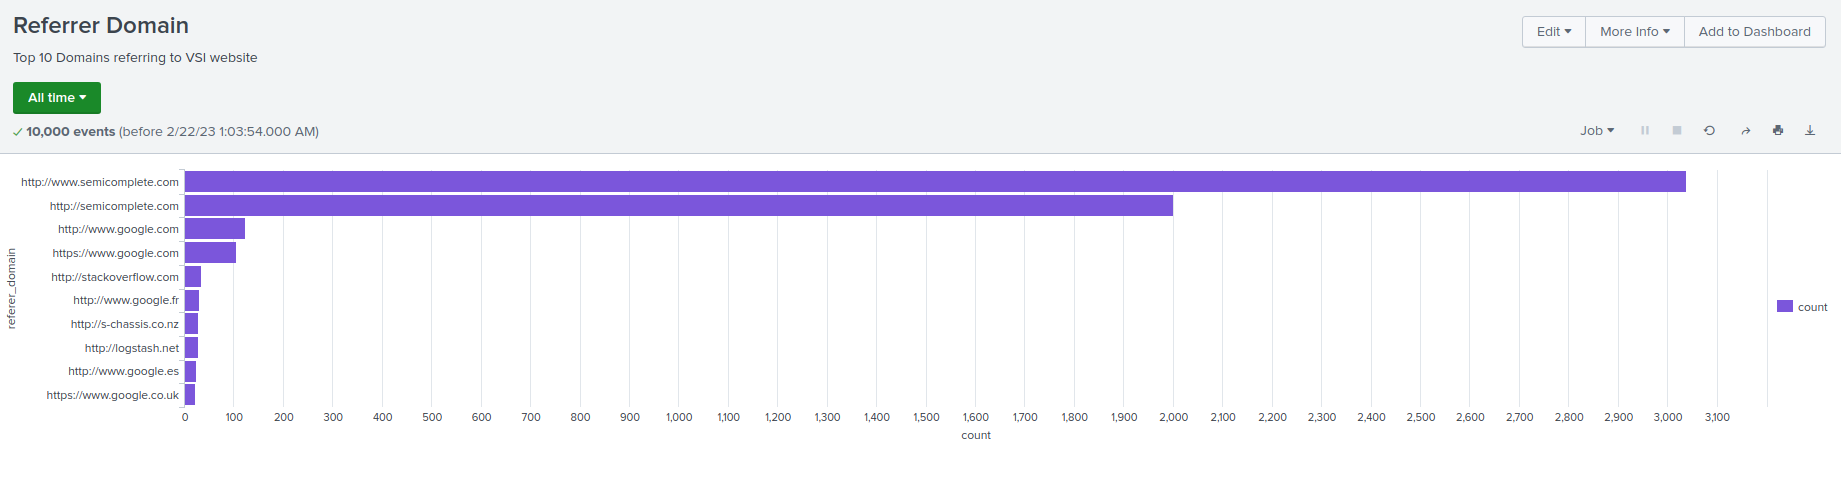 Referrer Domain
Edit More Info Add to Dashboard
Top 10 Domains referring to VSI website
All time
10,000 events (before 2/22/23 1:03:54.000 AM)
Job
referer_domain
http://www.semicomplete.com
http://semicomplete.com
http://www.google.com
https://www.google.com
http://stackoverflow.com
http://www.google.fr
http://s-chassis.co.nz
http://logstash.net
http://www.google.es
https://www.google.co.uk
count
0 100 200 300 400 500 600 700 800 900 1,000 1,100 1,200 1,300 1,400 1,500 1,600 1,700 1,800 1,900 2,000 2,100 2,200 2,300 2,400 2,500 2,600 2,700 2,800 2,900 3,000 3,100
count